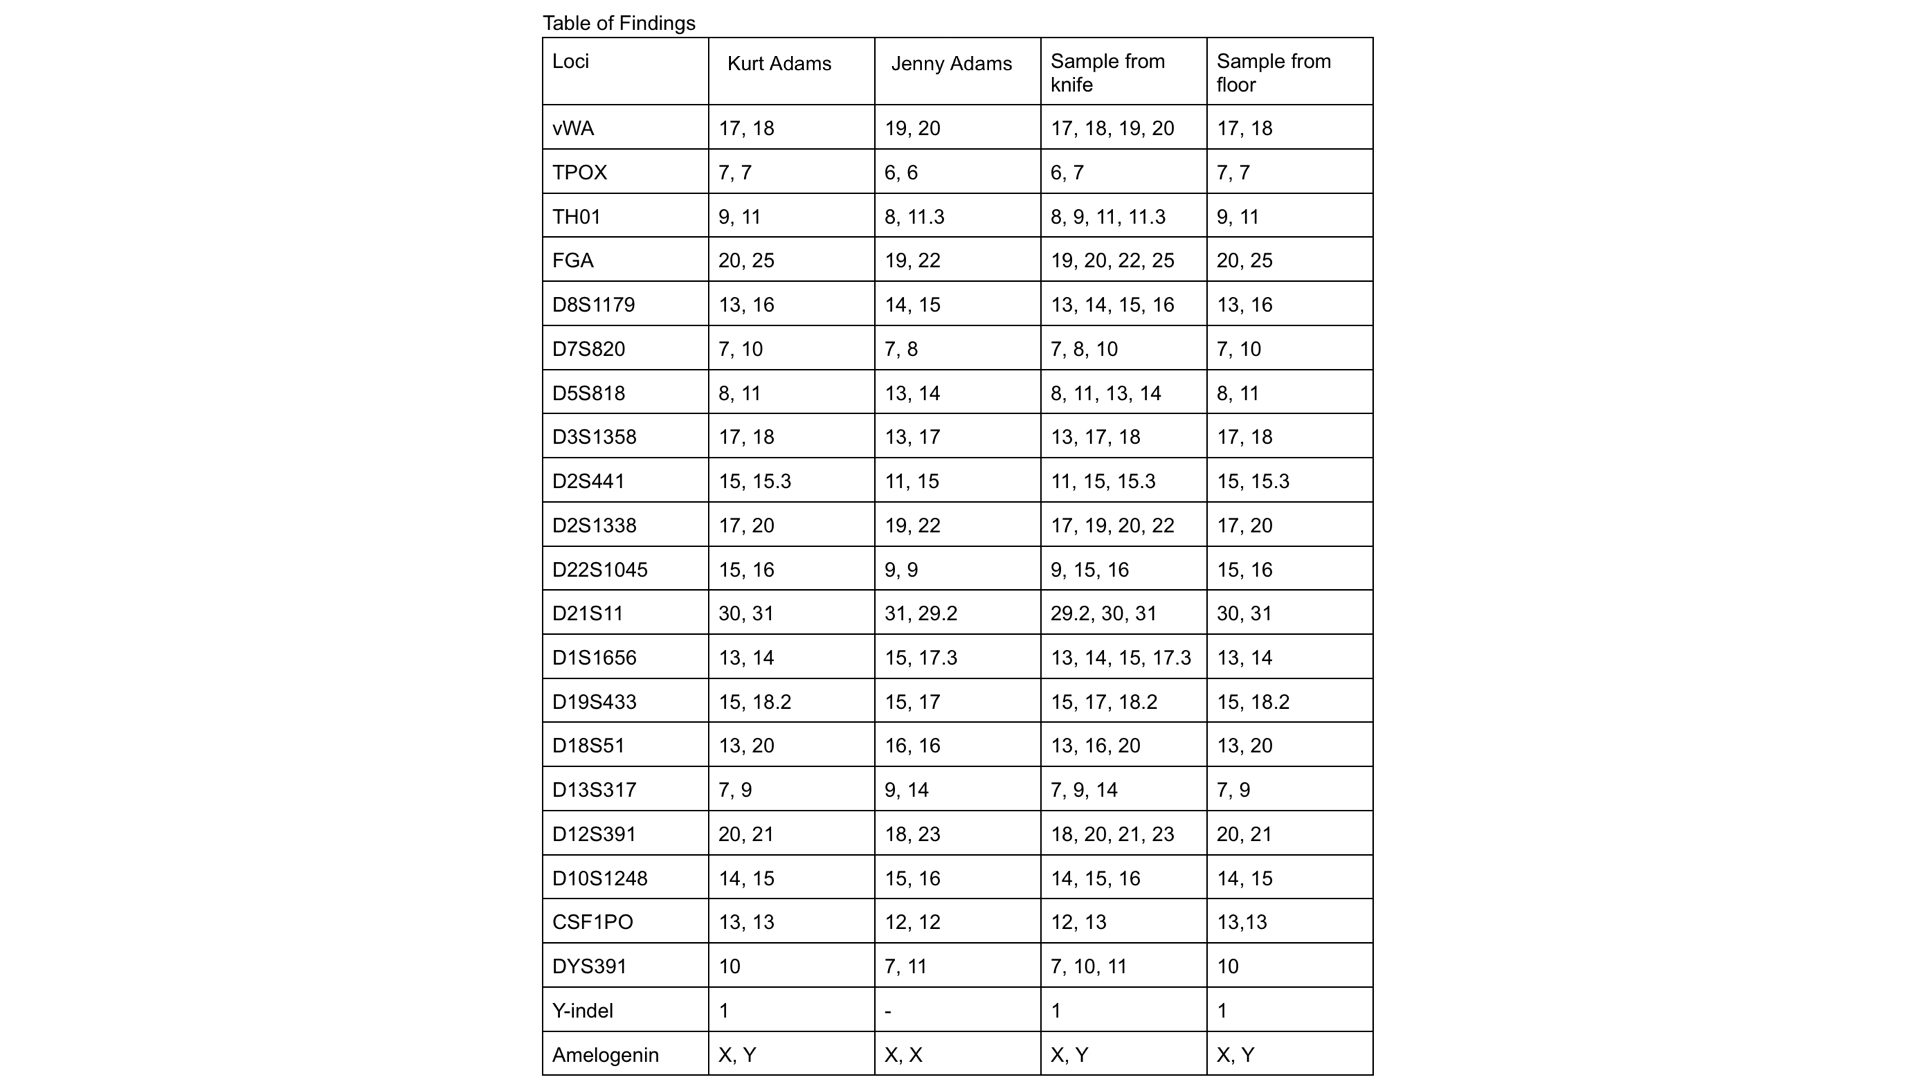 Table of Findings
Loci Kurt Adams Jenny Adams Sample from knife Sample from floor
vWA 17, 18 19, 20 17, 18, 19, 20 17, 18
TPOX 7, 7 6, 6 6, 7 7, 7
TH01 9, 11 8, 11.3 8, 9, 11, 11.3 9, 11
FGA 20, 25 19, 22 19, 20, 22, 25 20, 25
D8S1179 13, 16 14, 15 13, 14, 15, 16 13, 16
D7S820 7, 10 7, 8 7, 8, 10 7, 10
D5S818 8, 11 13, 14 8, 11, 13, 14 8, 11
D3S1358 17, 18 13, 17 13, 17, 18 17, 18
D2S441 15, 15.3 11, 15 11, 15, 15.3 15, 15.3
D2S1338 17, 20 19, 22 17, 19, 20, 22 17, 20
D22S1045 15, 16 9, 9 9, 15, 16 15, 16
D21S11 30, 31 31, 29.2 29.2, 30, 31 30, 31
D1S1656 13, 14 15, 17.3 13, 14, 15, 17.3 13, 14
D19S433 15, 18.2 15, 17 15, 17, 18.2 15, 18.2
D18S51 13, 20 16, 16 13, 16, 20 13, 20
D13S317 7, 9 9, 14 7, 9, 14 7, 9
D12S391 20, 21 18, 23 18, 20, 21, 23 20, 21
D10S1248 14, 15 15, 16 14, 15, 16 14, 15
CSF1PO 13, 13 12, 12 12, 13 13,13
DYS391 10 7, 11 7, 10, 11 10
Y-indel 1 - 1 1
Amelogenin X, Y X, X X, Y X, Y